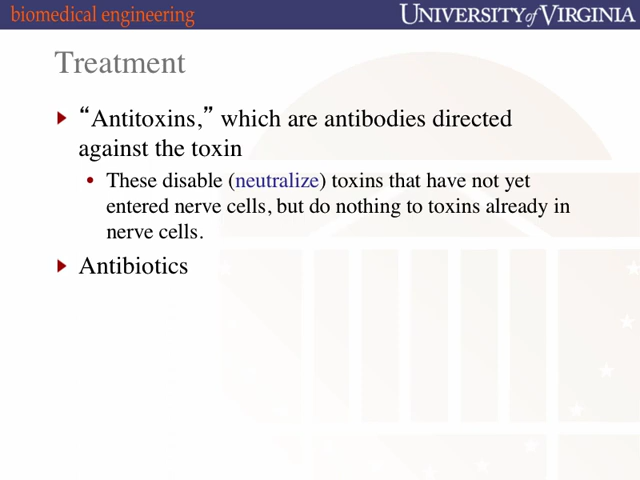 biomedical engineering
UNIVERSITY of VIRGINIA
Treatment
“Antitoxins,” which are antibodies directed
against the toxin
• These disable (neutralize) toxins that have not yet
entered nerve cells, but do nothing to toxins already in
nerve cells.
Antibiotics